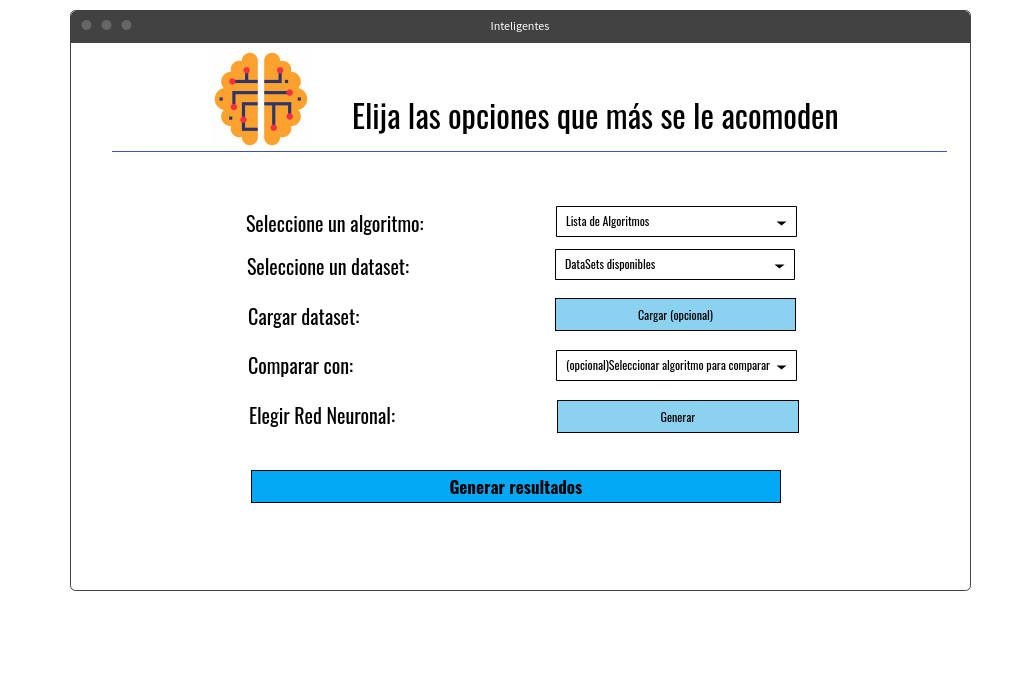 Inteligentes
Elija las opciones que más se le acomoden
Seleccione un algoritmo:
Lista de Algoritmos
Seleccione un dataset:
DataSets disponibles
Cargar dataset:
Cargar (opcional)
Comparar con:
(opcional)Seleccionar algoritmo para comparar
Elegir Red Neuronal:
Generar
Generar resultados